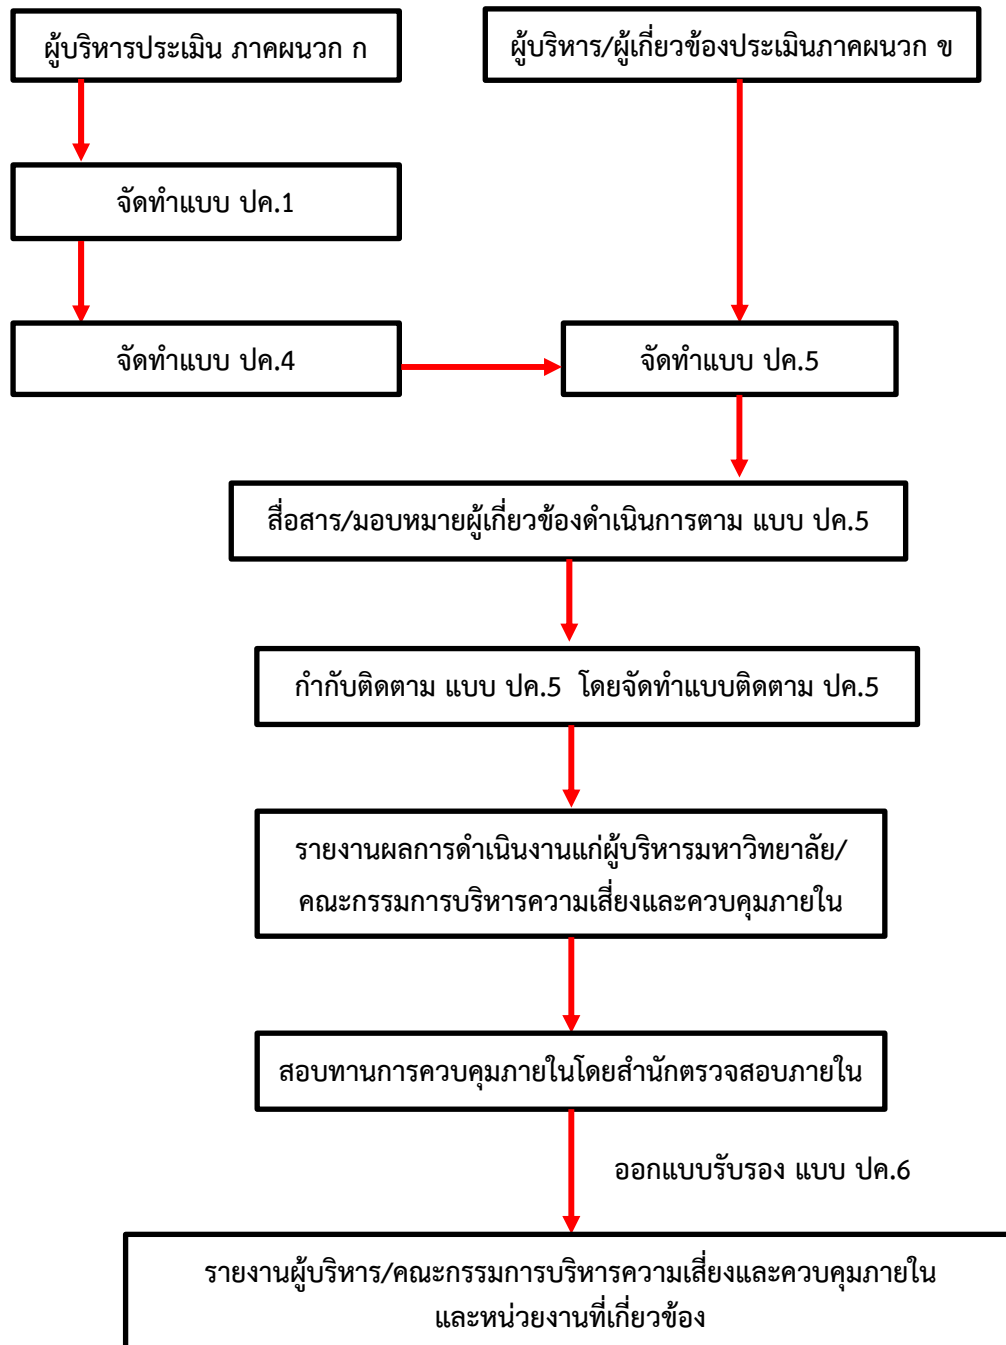 ผู้บริหารประเมิน ภาคผนวก ก
ผู้บริหาร/ผู้เกี่ยวข้องประเมินภาคผนวก ข
จัดทำแบบ ปค.1
จัดทำแบบ ปค.4
จัดทำแบบ ปค.5
สื่อสาร/มอบหมายผู้เกี่ยวข้องดำเนินการตาม แบบ ปค.5
กำกับติดตาม แบบ ปค.5 โดยจัดทำแบบติดตาม ปค.5
รายงานผลการดำเนินงานแก่ผู้บริหารมหาวิทยาลัย/
คณะกรรมการบริหารความเสี่ยงและควบคุมภายใน
สอบทานการควบคุมภายในโดยสำนักตรวจสอบภายใน
ออกแบบรับรอง แบบ ปค.6
รายงานผู้บริหาร/คณะกรรมการบริหารความเสี่ยงและควบคุมภายใน
และหน่วยงานที่เกี่ยวข้อง